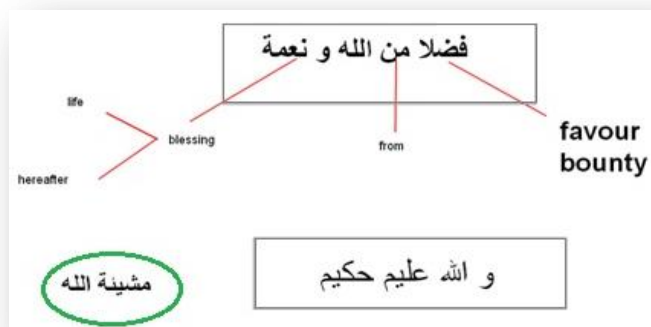 فضلا من الله و نعمة
life
blessing
from
favour
bounty
hereafter
و الله عليم حكيم
مشيئة الله